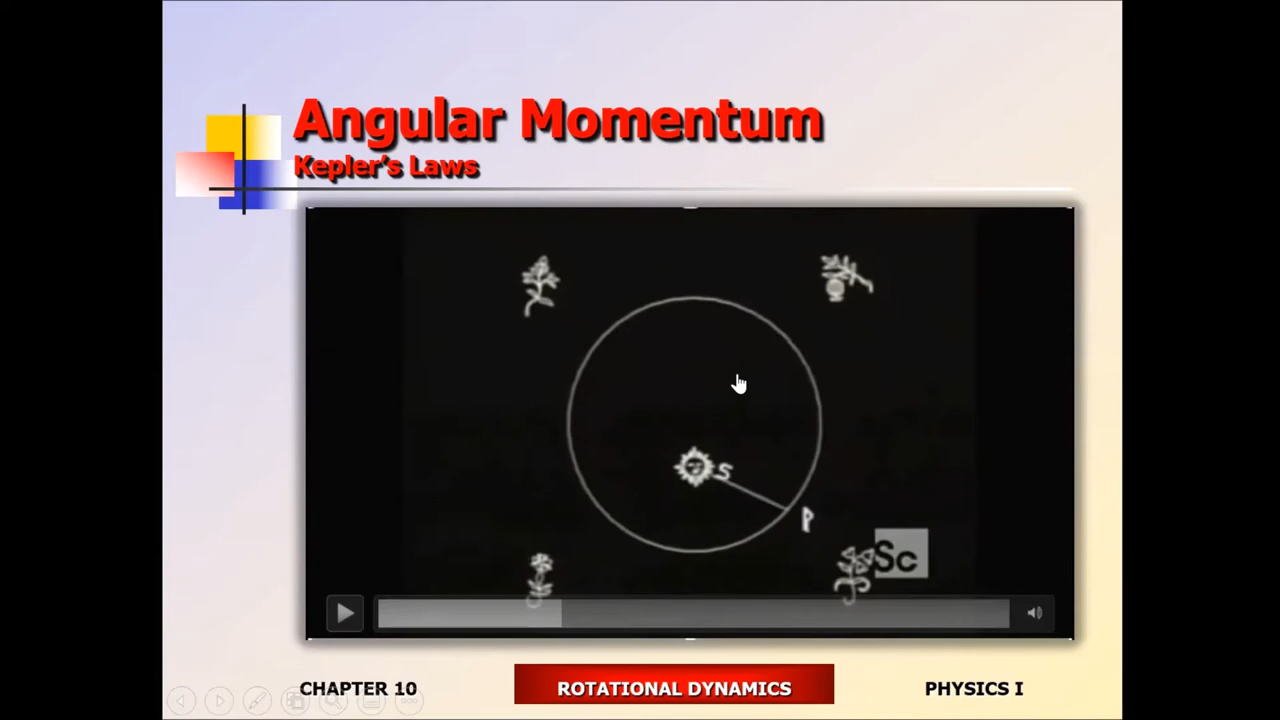 Angular Momentum
Kepler's Laws
S
P
Sc
CHAPTER 10
ROTATIONAL DYNAMICS
PHYSICS I